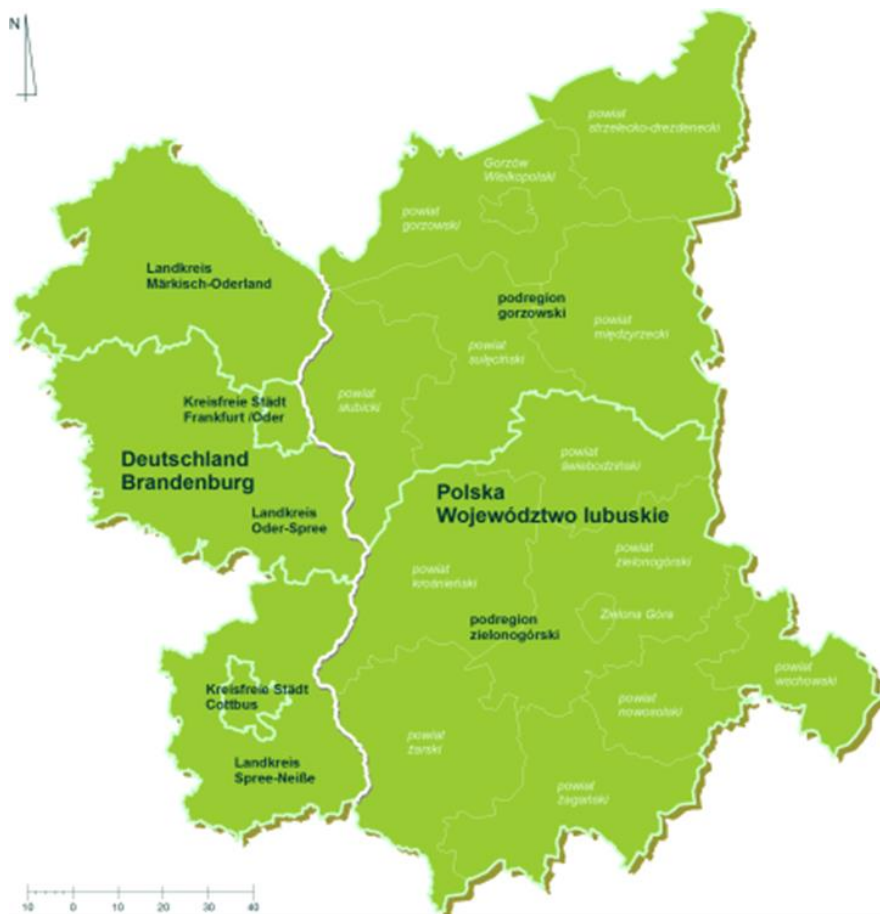 N
powiat
strzelecko-drezdenecki
Gorzów
Wielkopolski
powiat
gorzowski
Landkreis
Märkisch-Oderland
podregion
gorzowski
powiat
międzyrzecki
powiat
sulęciński
powiat
słubicki
Kreisfreie Städt
Frankfurt /Oder
Deutschland
Brandenburg
powiat
świebodziński
Polska
Województwo lubuskie
Landkreis
Oder-Spree
powiat
zielonogórski
powiat
krośnieński
podregion
zielonogórski
Zielona Góra
powiat
wschowski
Kreisfreie Städt
Cottbus
powiat
nowosolski
powiat
żarski
Landkreis
Spree-Neiße
powiat
żagański
10 0 10 20 30 40